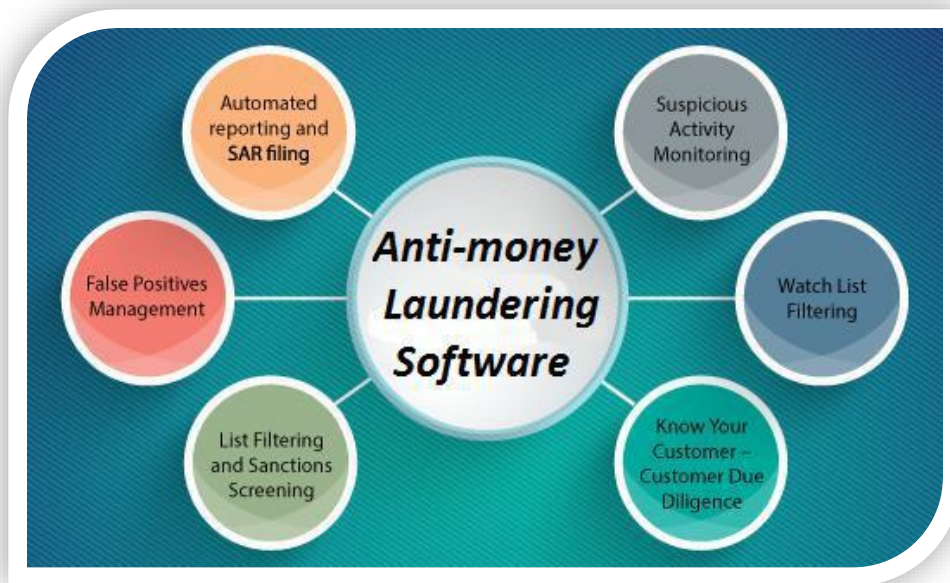 Automated
reporting and
SAR filing
Suspicious
Activity
Monitoring
False Positives
Management
Anti-money
Laundering
Software
Watch List
Filtering
List Filtering
and Sanctions
Screening
Know Your
Customer –
Customer Due
Diligence